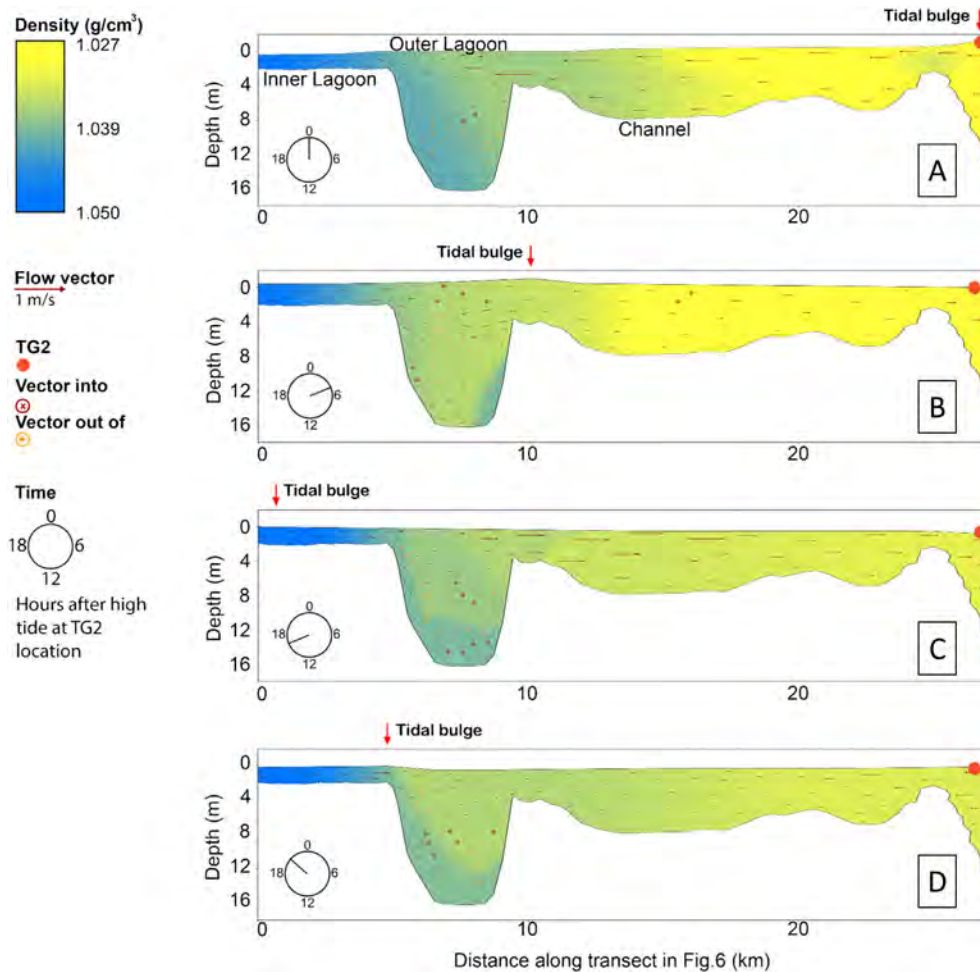 Density (g/cm³)
1.027
1.039
1.050
Flow vector
1 m/s
TG2
Vector into
Vector out of
Time
0
18
6
12
Hours after high
tide at TG2
location
Tidal bulge
Outer Lagoon
Inner Lagoon
Channel
Depth (m)
0
4
8
12
16
0
18
6
12
A
0
10
20
Tidal bulge
Depth (m)
0
4
8
12
16
0
18
6
12
B
0
10
20
Tidal bulge
Depth (m)
0
4
8
12
16
0
18
6
12
C
0
10
20
Tidal bulge
Depth (m)
0
4
8
12
16
0
18
6
12
D
0
10
20
Distance along transect in Fig.6 (km)